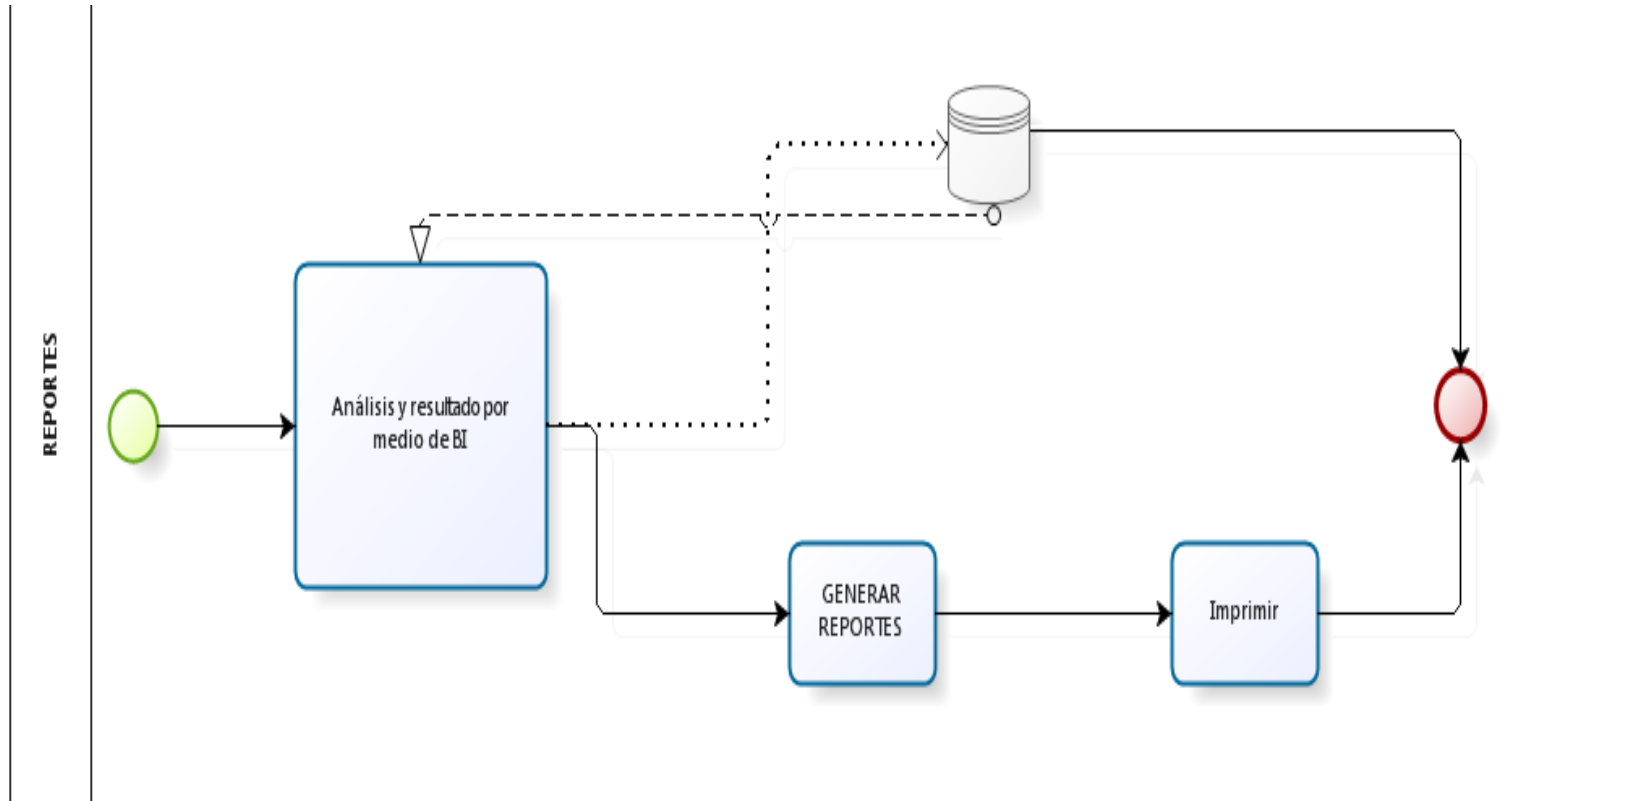 REPORTES
Análisis y resultado por
medio de BI
GENERAR
REPORTES
Imprimir